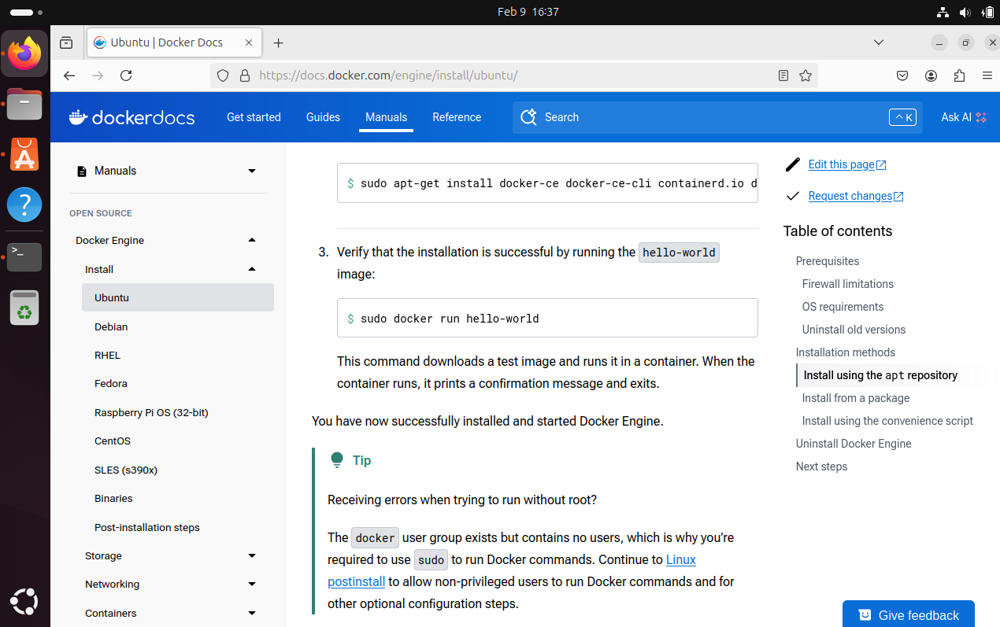 Feb 9 16:37
Ubuntu | Docker Docs
https://docs.docker.com/engine/install/ubuntu/
dockerdocs
Get started
Guides
Manuals
Reference
Search
^ K
Ask AI
Manuals
OPEN SOURCE
Docker Engine
Install
Ubuntu
Debian
RHEL
Fedora
Raspberry Pi OS (32-bit)
CentOS
SLES (s390x)
Binaries
Post-installation steps
Storage
Networking
Containers
$ sudo apt-get install docker-ce docker-ce-cli containerd.io d
3. Verify that the installation is successful by running the hello-world
image:
$ sudo docker run hello-world
This command downloads a test image and runs it in a container. When the
container runs, it prints a confirmation message and exits.
You have now successfully installed and started Docker Engine.
Tip
Receiving errors when trying to run without root?
The docker user group exists but contains no users, which is why you’re
required to use sudo to run Docker commands. Continue to Linux
postinstall to allow non-privileged users to run Docker commands and for
other optional configuration steps.
Edit this page
Request changes
Table of contents
Prerequisites
Firewall limitations
OS requirements
Uninstall old versions
Installation methods
Install using the apt repository
Install from a package
Install using the convenience script
Uninstall Docker Engine
Next steps
Give feedback